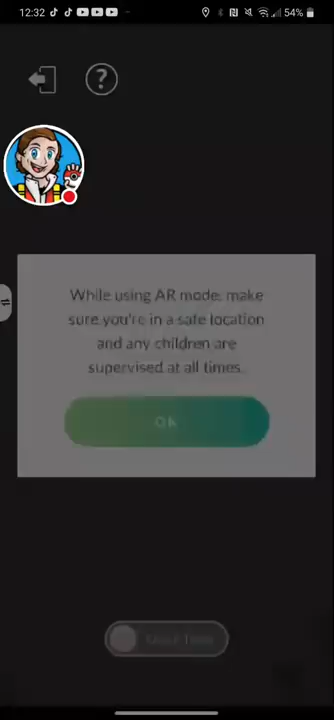 12:32
54%
?
While using AR mode, make
sure you're in a safe location
and any children are
supervised at all times.
OK